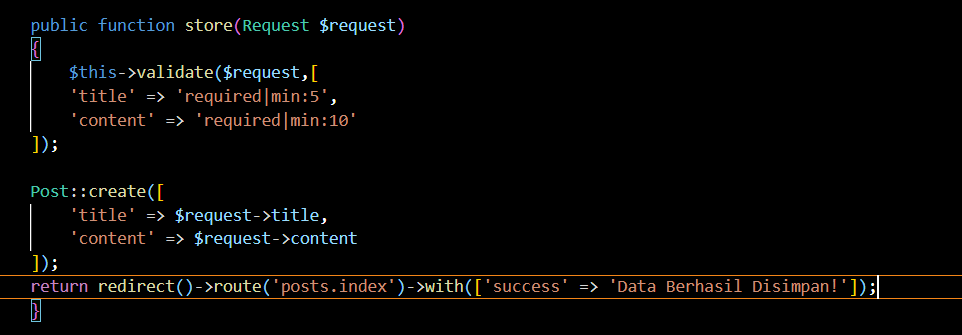 public function store(Request $request)
{
    $this->validate($request,[
    'title' => 'required|min:5',
    'content' => 'required|min:10'
]);

Post::create([
    'title' => $request->title,
    'content' => $request->content
]);
return redirect()->route('posts.index')->with(['success' => 'Data Berhasil Disimpan!']);
}